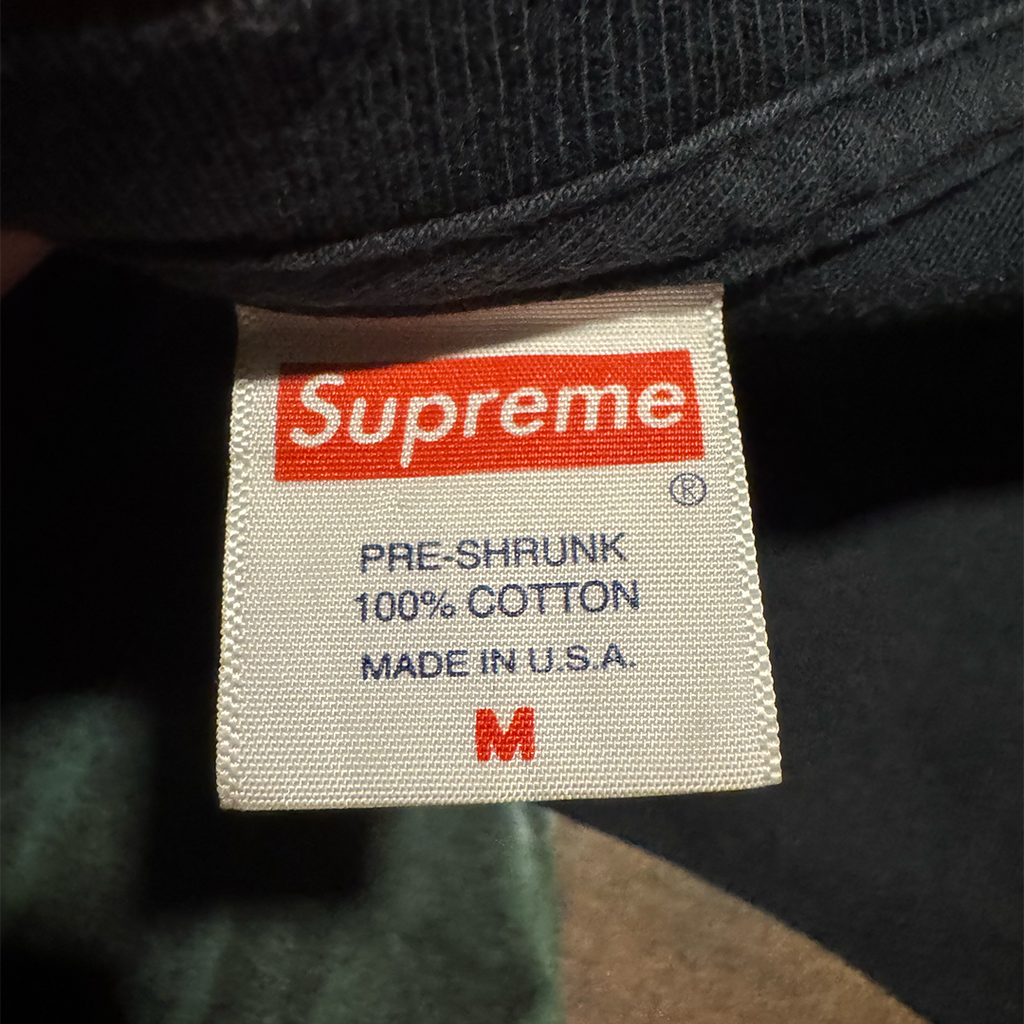 Supreme
®
PRE-SHRUNK
100% COTTON
MADE IN U.S.A.
M